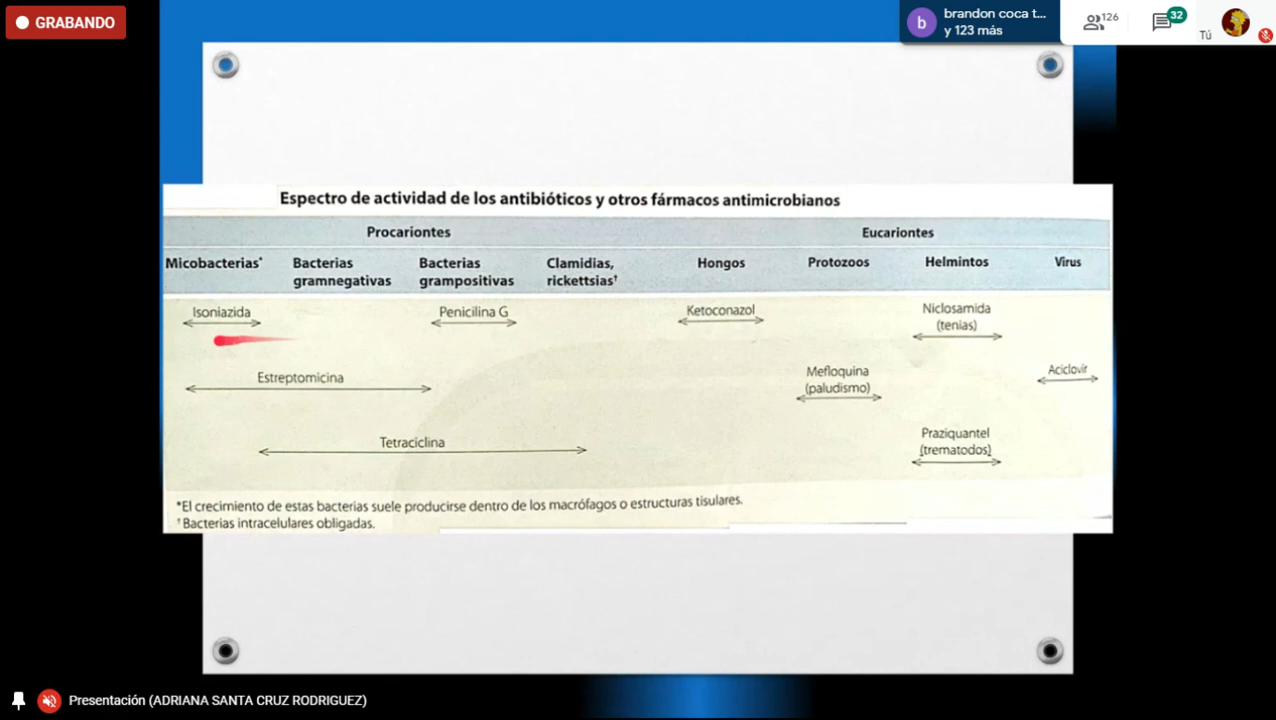 GRABANDO
brandon coca t...
y 123 más
126
32
Tú
Espectro de actividad de los antibióticos y otros fármacos antimicrobianos
Procariontes
Eucariontes
Micobacterias*
Bacterias
gramnegativas
Bacterias
grampositivas
Clamidias,
rickettsias†
Hongos
Protozoos
Helmintos
Virus
Isoniazida
Penicilina G
Ketoconazol
Niclosamida
(tenias)
Estreptomicina
Mefloquina
(paludismo)
Aciclovir
Tetraciclina
Praziquantel
(trematodos)
*El crecimiento de estas bacterias suele producirse dentro de los macrófagos o estructuras tisulares.
†Bacterias intracelulares obligadas.
Presentación (ADRIANA SANTA CRUZ RODRIGUEZ)
b